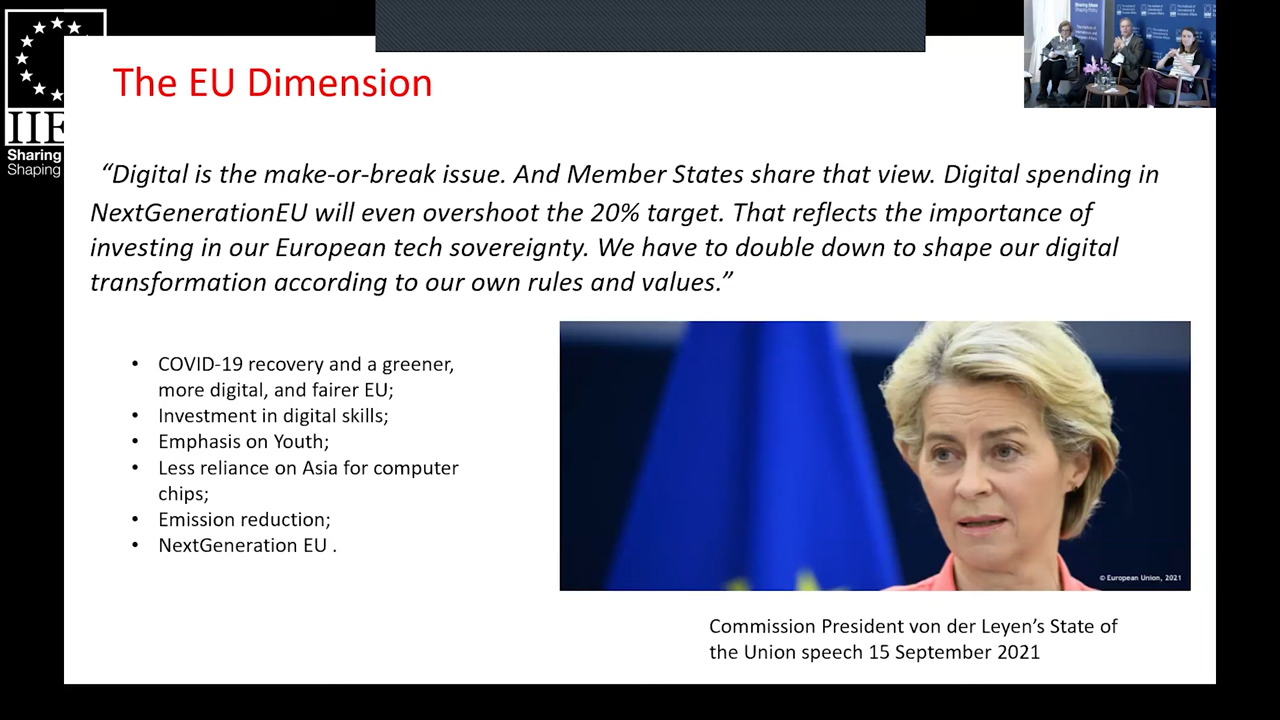 IIE
Sharing
Shaping
The EU Dimension
“Digital is the make-or-break issue. And Member States share that view. Digital spending in
NextGenerationEU will even overshoot the 20% target. That reflects the importance of
investing in our European tech sovereignty. We have to double down to shape our digital
transformation according to our own rules and values.”
• COVID-19 recovery and a greener,
more digital, and fairer EU;
• Investment in digital skills;
• Emphasis on Youth;
• Less reliance on Asia for computer
chips;
• Emission reduction;
• NextGeneration EU .
© European Union, 2021
Commission President von der Leyen’s State of
the Union speech 15 September 2021